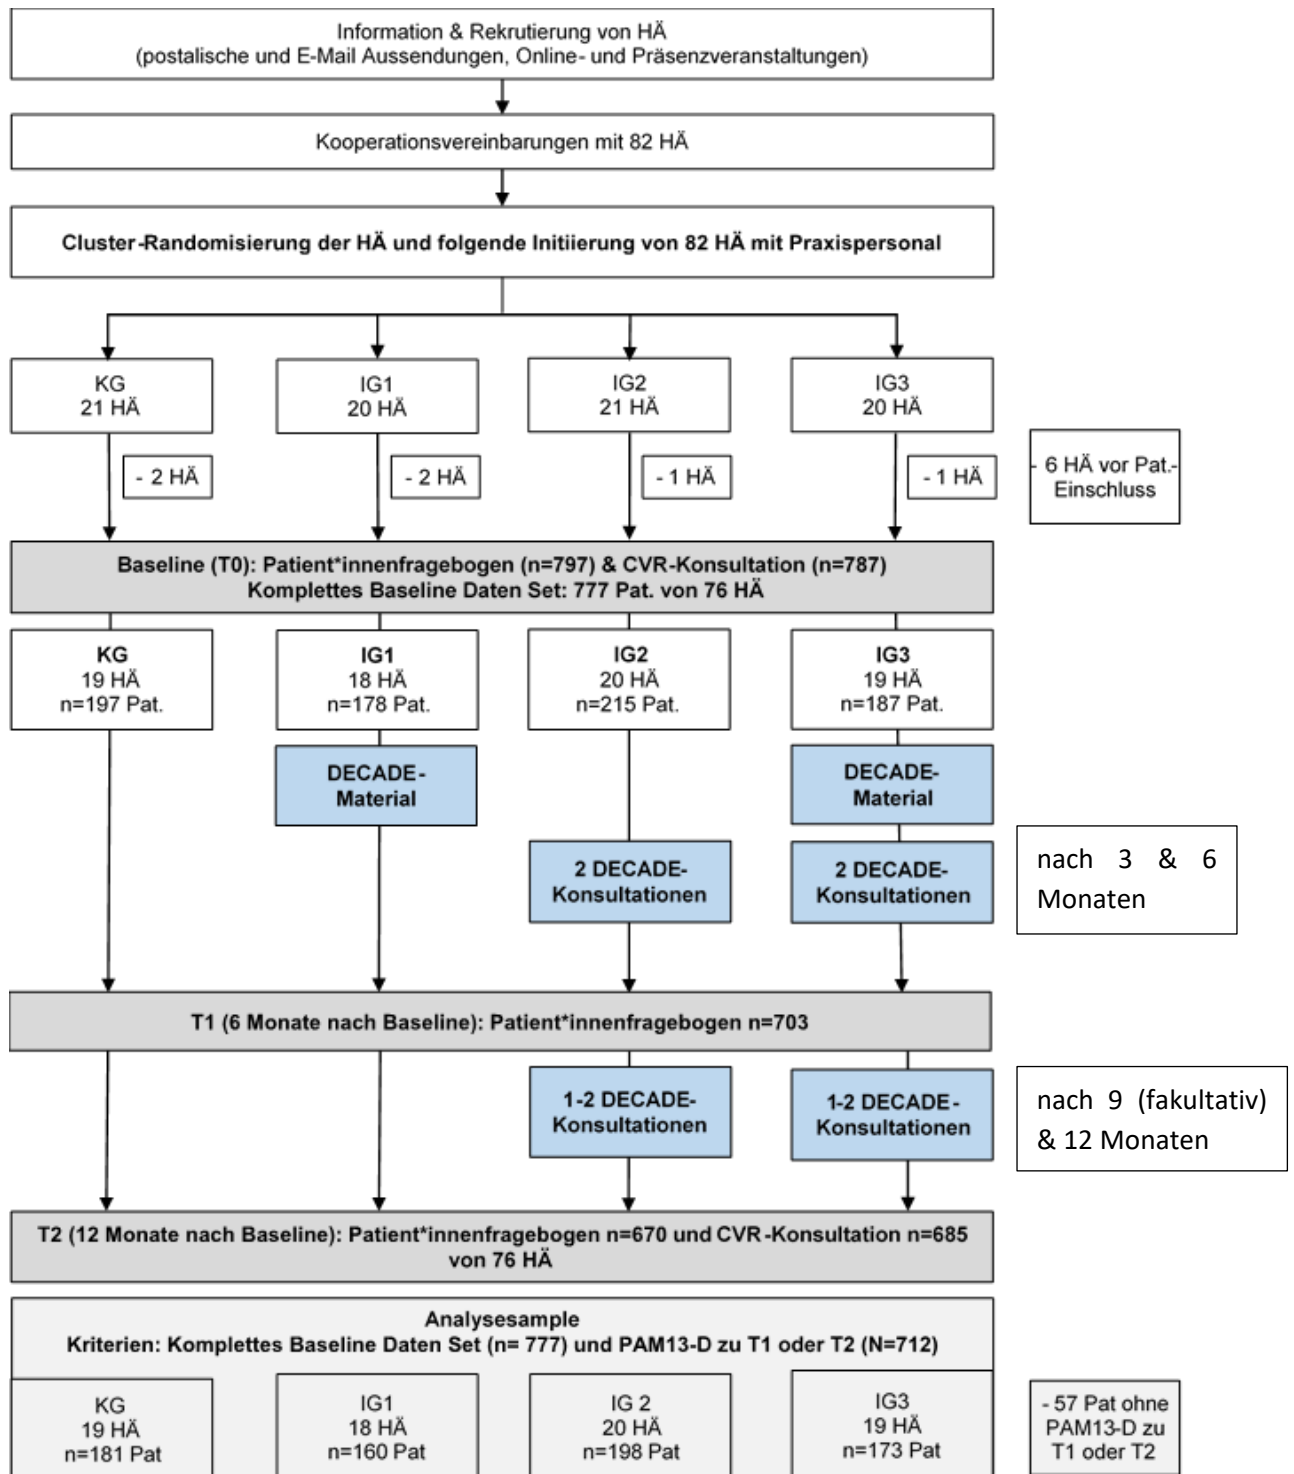 Information & Rekrutierung von HÄ
(postalische und E-Mail Aussendungen, Online- und Präsenzveranstaltungen)
Kooperationsvereinbarungen mit 82 HÄ
Cluster-Randomisierung der HÄ und folgende Initiierung von 82 HÄ mit Praxispersonal
KG
21 HÄ
IG1
20 HÄ
IG2
21 HÄ
IG3
20 HÄ
- 2 HÄ
- 2 HÄ
- 1 HÄ
- 1 HÄ
- 6 HÄ vor Pat.-
Einschluss
Baseline (T0): Patient*innenfragebogen (n=797) & CVR-Konsultation (n=787)
Komplettes Baseline Daten Set: 777 Pat. von 76 HÄ
KG
19 HÄ
n=197 Pat.
IG1
18 HÄ
n=178 Pat.
IG2
20 HÄ
n=215 Pat.
IG3
19 HÄ
n=187 Pat.
DECADE-
Material
DECADE-
Material
2 DECADE-
Konsultationen
2 DECADE-
Konsultationen
nach 3 & 6
Monaten
T1 (6 Monate nach Baseline): Patient*innenfragebogen n=703
1-2 DECADE-
Konsultationen
1-2 DECADE-
Konsultationen
nach 9 (fakultativ)
& 12 Monaten
T2 (12 Monate nach Baseline): Patient*innenfragebogen n=670 und CVR-Konsultation n=685
von 76 HÄ
Analysesample
Kriterien: Komplettes Baseline Daten Set (n= 777) und PAM13-D zu T1 oder T2 (N=712)
KG
19 HÄ
n=181 Pat
IG1
18 HÄ
n=160 Pat
IG 2
20 HÄ
n=198 Pat
IG3
19 HÄ
n=173 Pat
- 57 Pat ohne
PAM13-D zu
T1 oder T2